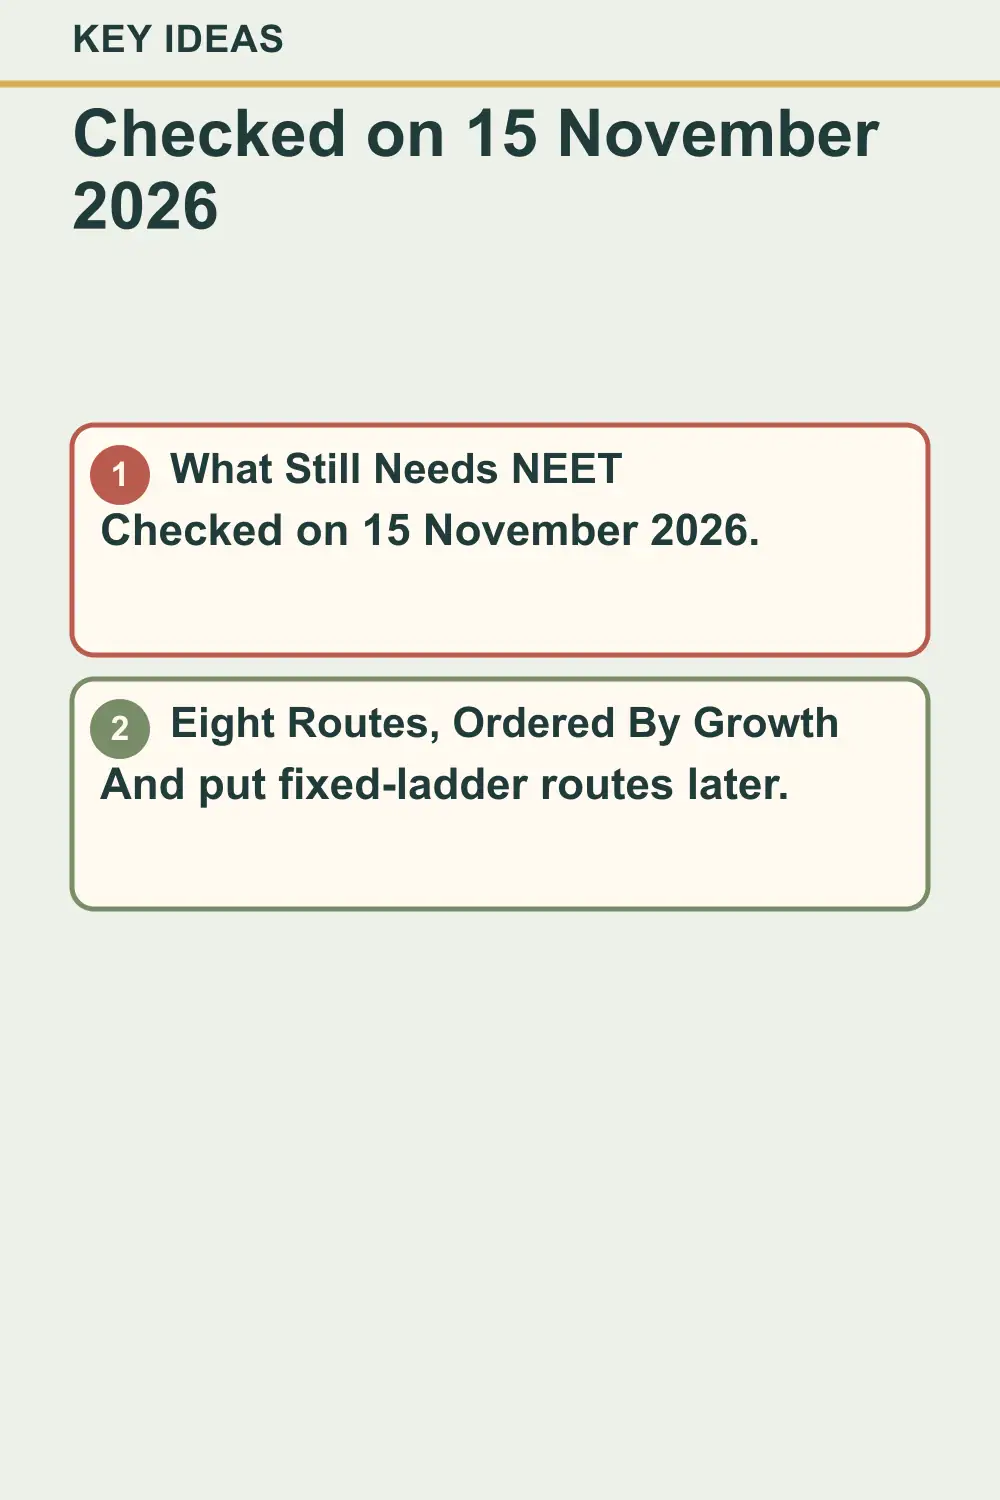 KEY IDEAS
Checked on 15 November
2026
1 What Still Needs NEET
Checked on 15 November 2026.
2 Eight Routes, Ordered By Growth
And put fixed-ladder routes later.